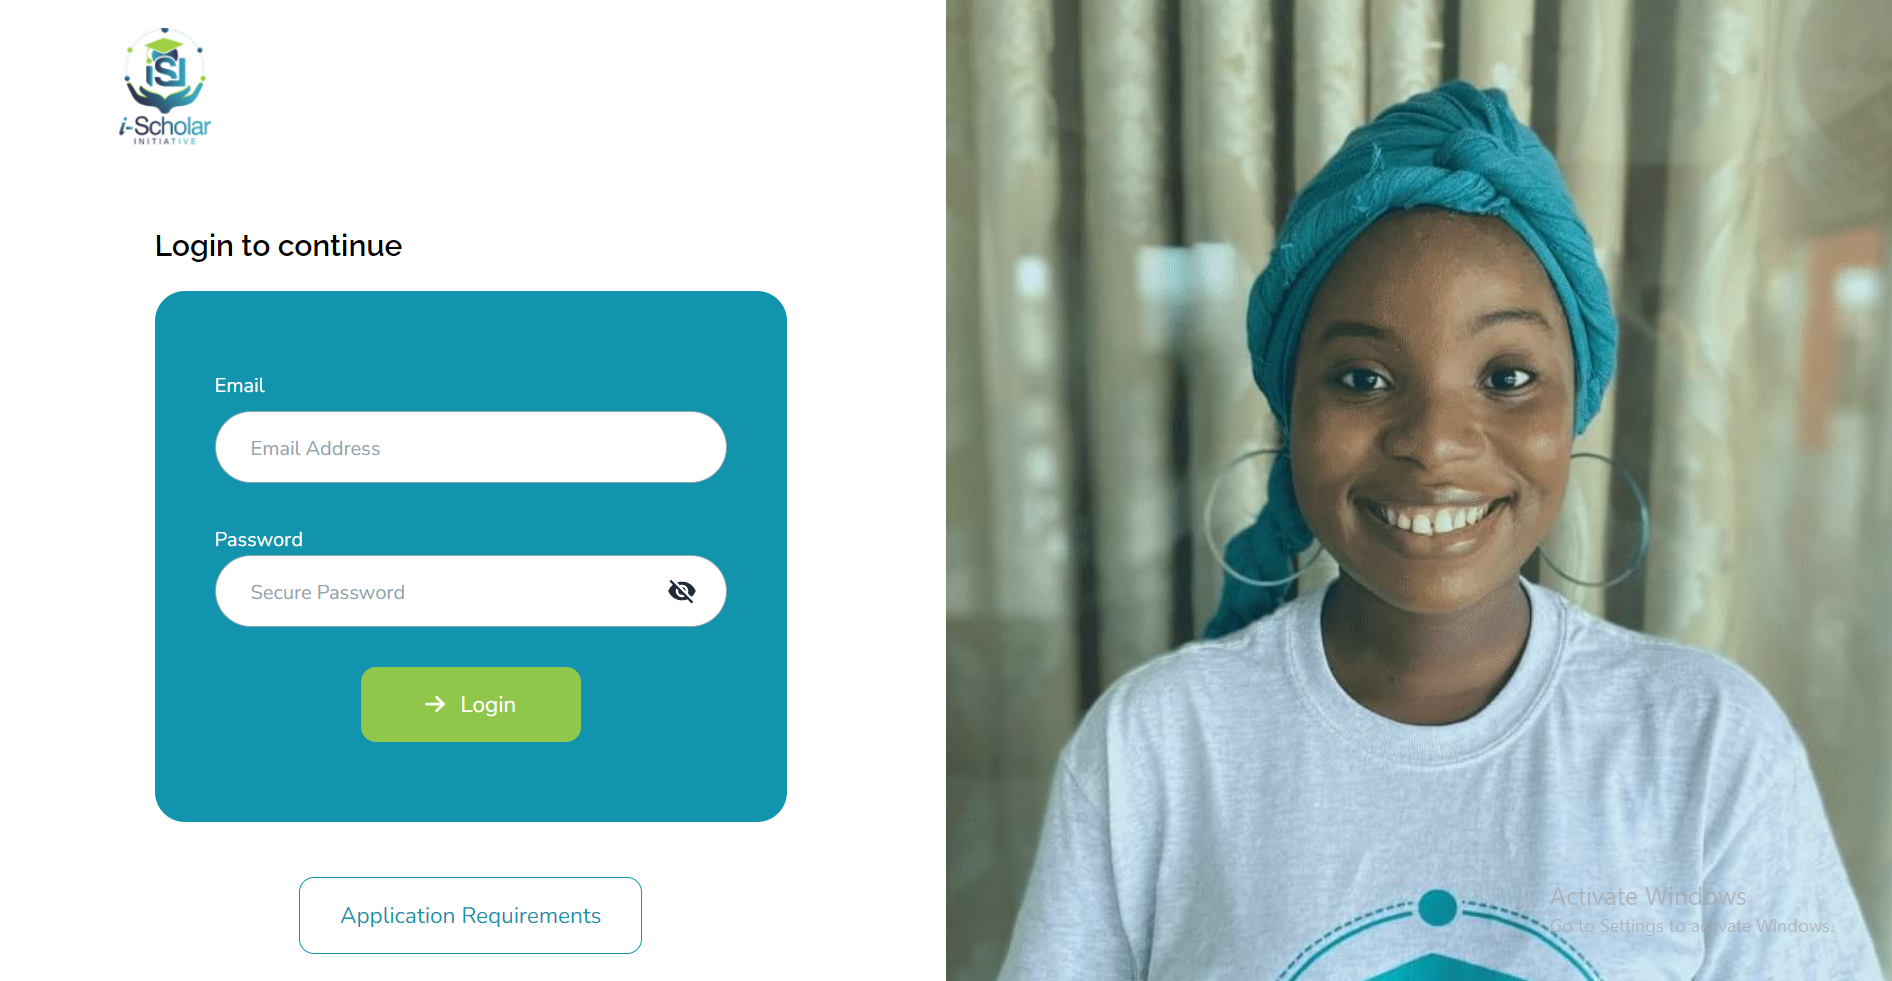 iSI
i-Scholar
INITIATIVE
Login to continue
Email
Email Address
Password
Secure Password
Login
Application Requirements
Activate Windows
Go to Settings to activate Windows.